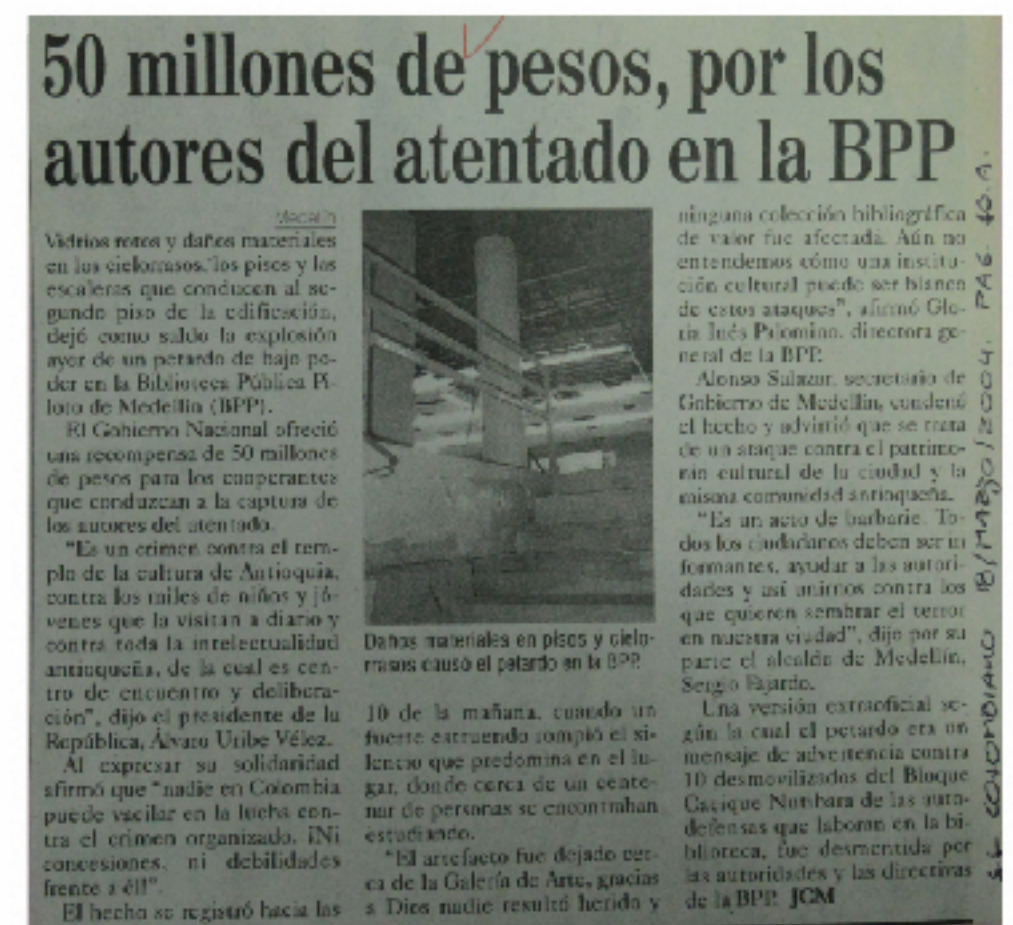 50 millones de pesos, por los
autores del atentado en la BPP
Medellín
Vidrios rotos y daños materiales
en los cielorrasos, los pisos y las
escaleras que conducen al se-
gundo piso de la edificación,
dejó como saldo la explosión
ayer de un petardo de bajo po-
der en la Biblioteca Pública Pi-
loto de Medellín (BPP).
El Gobierno Nacional ofreció
una recompensa de 50 millones
de pesos para los cooperantes
que conduzcan a la captura de
los autores del atentado.
"Es un crimen contra el tem-
plo de la cultura de Antioquia,
contra los miles de niños y jó-
venes que la visitan a diario y
contra toda la intelectualidad
antioqueña, de la cual es cen-
tro de encuentro y delibera-
ción", dijo el presidente de la
República, Álvaro Uribe Vélez.
Al expresar su solidaridad
afirmó que "nadie en Colombia
puede vacilar en la lucha con-
tra el crimen organizado. ¡Ni
concesiones, ni debilidades
frente a él!".
El hecho se registró hacia las
Daños materiales en pisos y cielo-
rrasos causó el petardo en la BPP.
10 de la mañana, cuando un
fuerte estruendo rompió el si-
lencio que predomina en el lu-
gar, donde cerca de un cente-
nar de personas se encontraban
estudiando.
"El artefacto fue dejado cer-
ca de la Galería de Arte, gracias
a Dios nadie resultó herido y
ninguna colección bibliográfica
de valor fue afectada. Aún no
entendemos cómo una institu-
ción cultural puede ser blanco
de estos ataques", afirmó Glo-
ria Inés Palomino, directora ge-
neral de la BPP.
Alonso Salazar, secretario de
Gobierno de Medellín, condenó
el hecho y advirtió que se trata
de un ataque contra el patrimo-
nio cultural de la ciudad y la
misma comunidad antioqueña.
"Es un acto de barbarie. To-
dos los ciudadanos deben ser in
formantes, ayudar a las autori-
dades y así unirnos contra los
que quieren sembrar el terror
en nuestra ciudad", dijo por su
parte el alcalde de Medellín,
Sergio Fajardo.
Una versión extraoficial se-
gún la cual el petardo era un
mensaje de advertencia contra
10 desmovilizados del Bloque
Cacique Nutibara de las auto-
defensas que laboran en la bi-
blioteca, fue desmentida por
las autoridades y las directivas
de la BPP. JCM
EL COLOMBIANO 18/MARZO/2004. PAG 10.A.